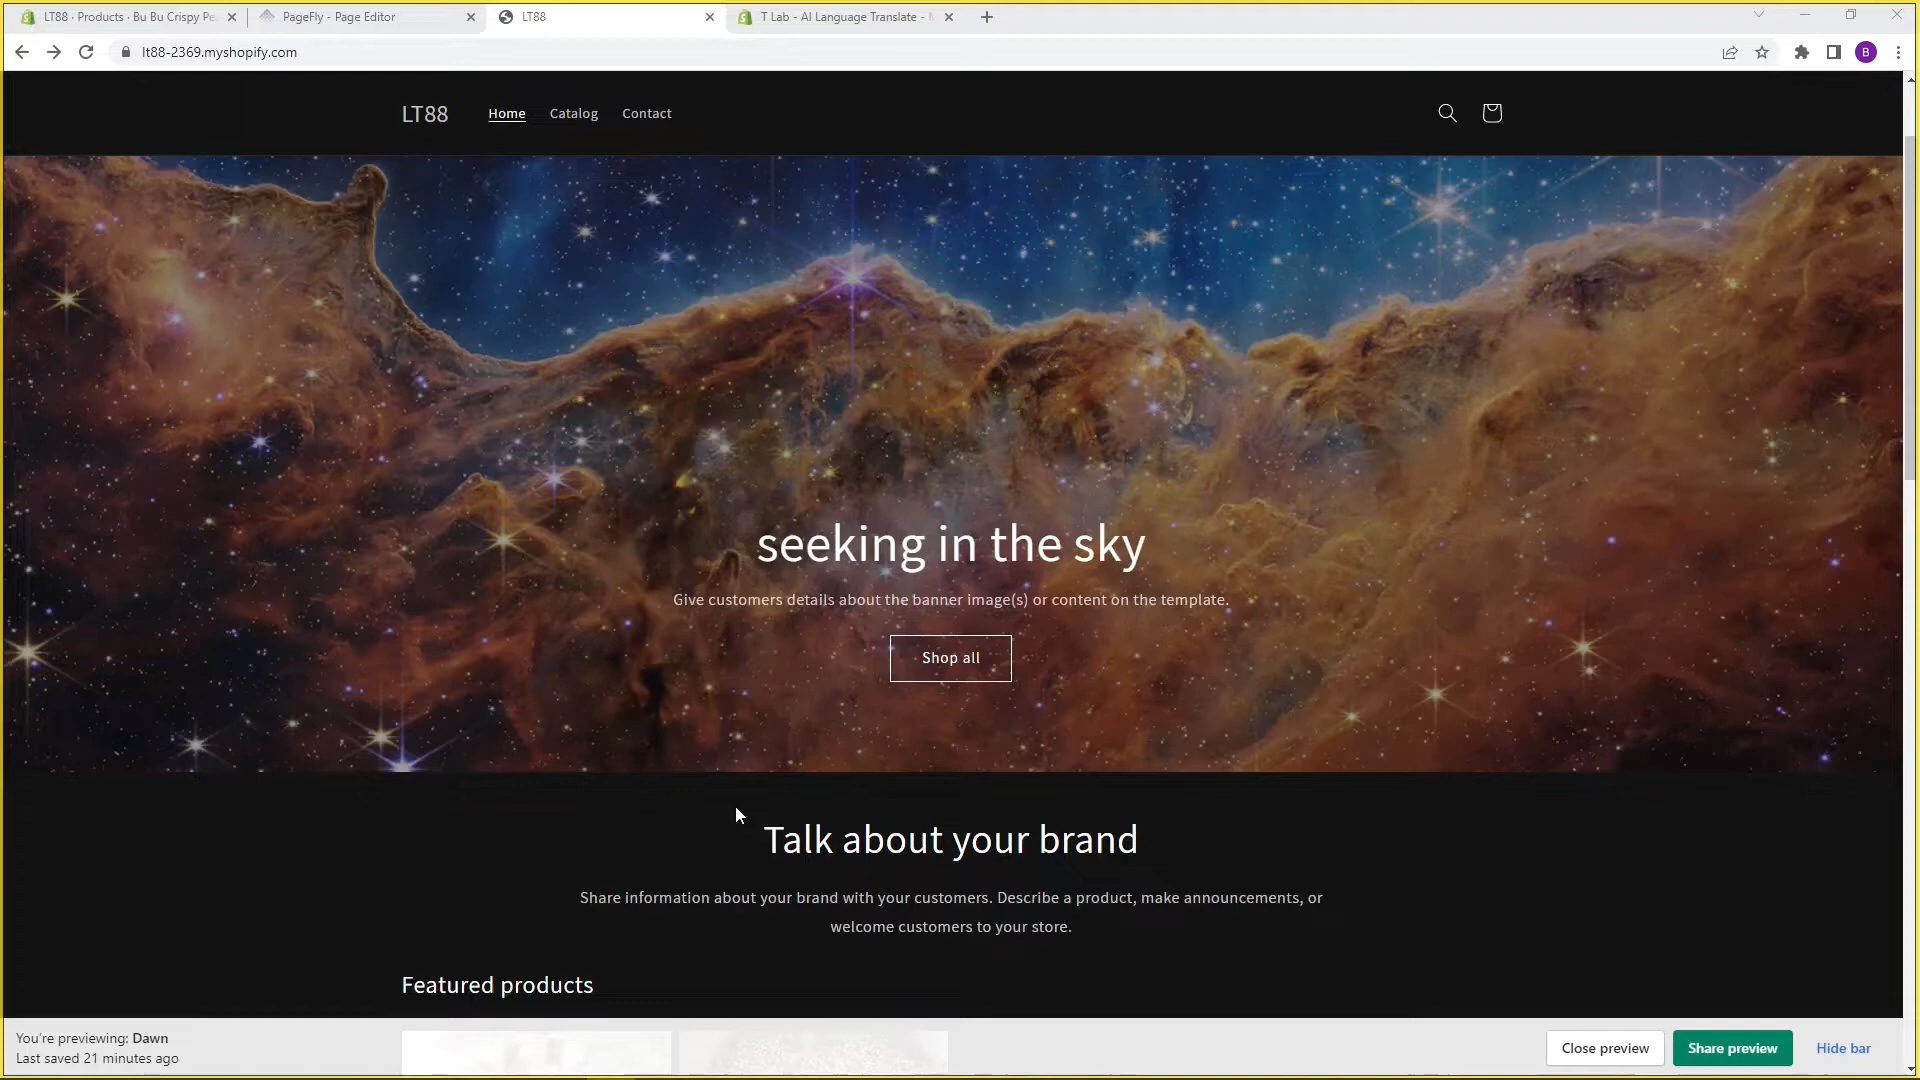 LT88 · Products · Bu Bu Crispy Pe
PageFly - Page Editor
LT88
T Lab - AI Language Translate -
lt88-2369.myshopify.com
B
LT88
Home
Catalog
Contact
seeking in the sky
Give customers details about the banner image(s) or content on the template.
Shop all
Talk about your brand
Share information about your brand with your customers. Describe a product, make announcements, or
welcome customers to your store.
Featured products
You're previewing: Dawn
Last saved 21 minutes ago
Close preview
Share preview
Hide bar